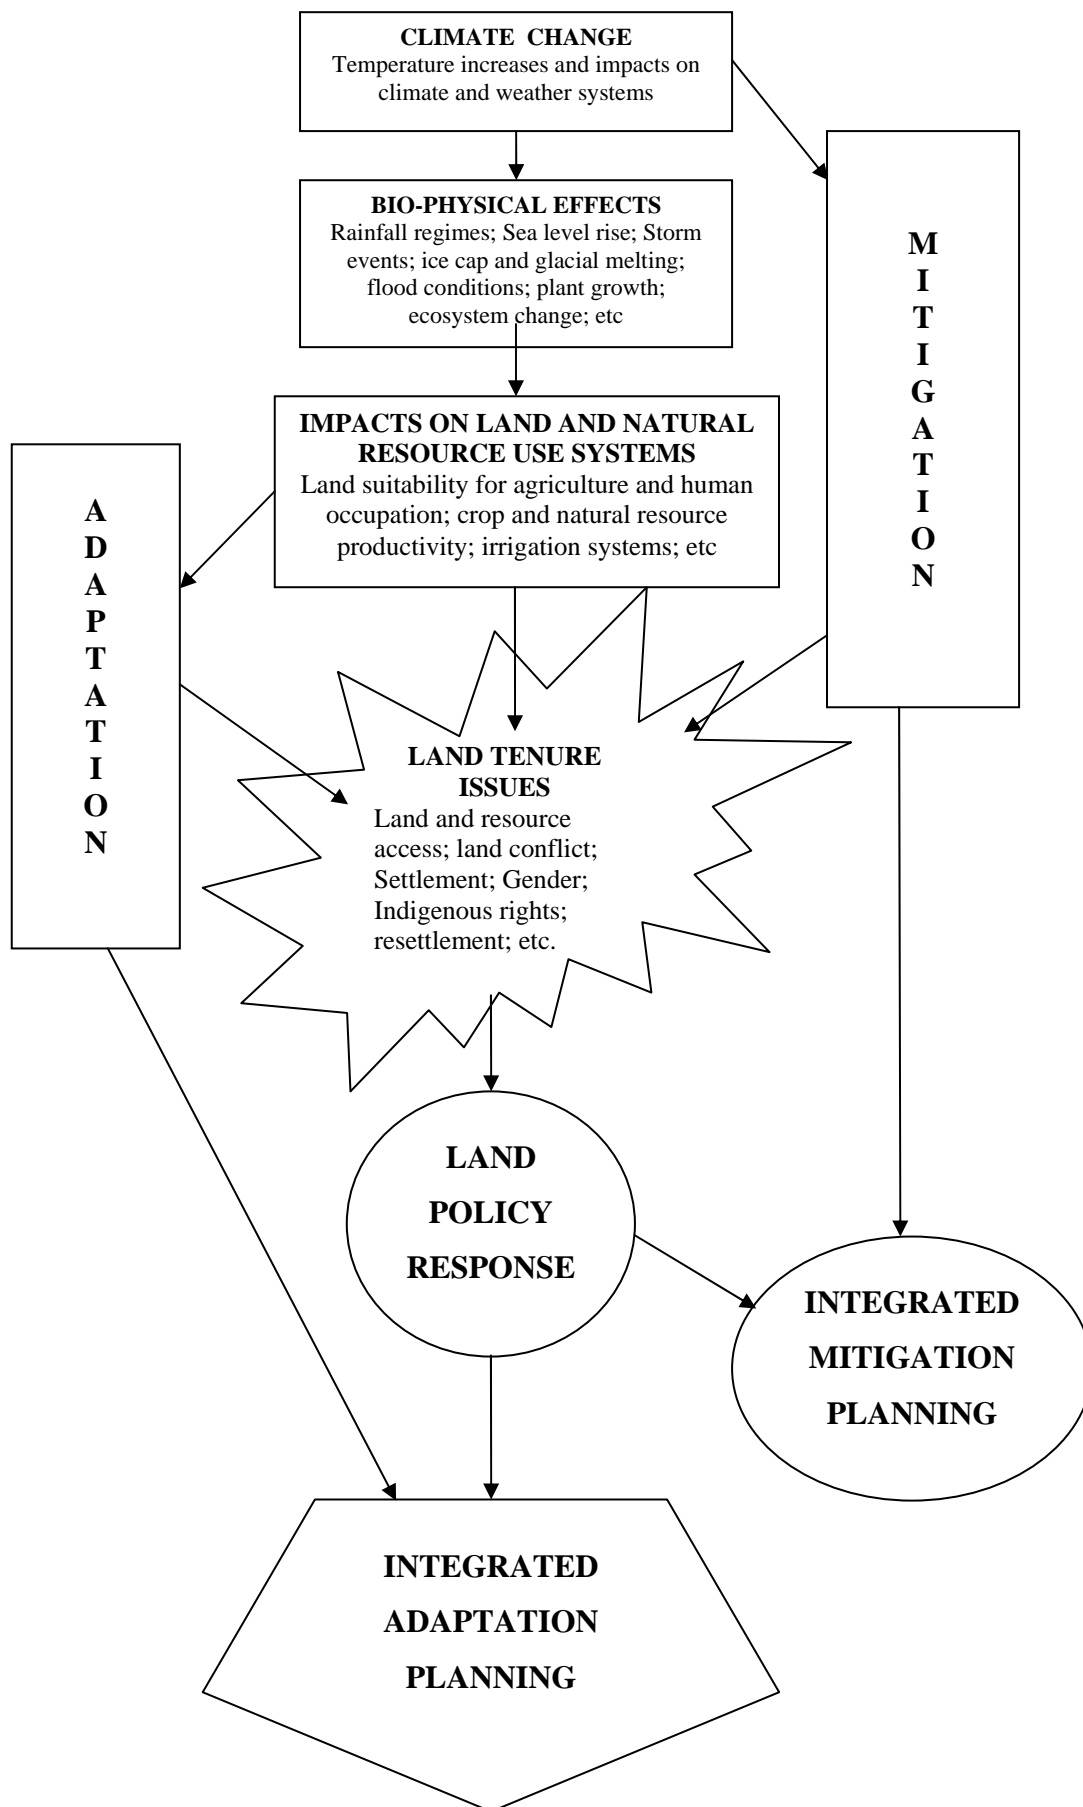 CLIMATE  CHANGE
Temperature increases and impacts on
climate and weather systems
BIO-PHYSICAL EFFECTS
Rainfall regimes; Sea level rise; Storm
events; ice cap and glacial melting;
flood conditions; plant growth;
ecosystem change; etc
MITIGATION
IMPACTS ON LAND AND NATURAL
RESOURCE USE SYSTEMS
Land suitability for agriculture and human
occupation; crop and natural resource
productivity; irrigation systems; etc
ADAPTATION
LAND TENURE
ISSUES
Land and resource
access; land conflict;
Settlement; Gender;
Indigenous rights;
resettlement; etc.
LAND
POLICY
RESPONSE
INTEGRATED
MITIGATION
PLANNING
INTEGRATED
ADAPTATION
PLANNING